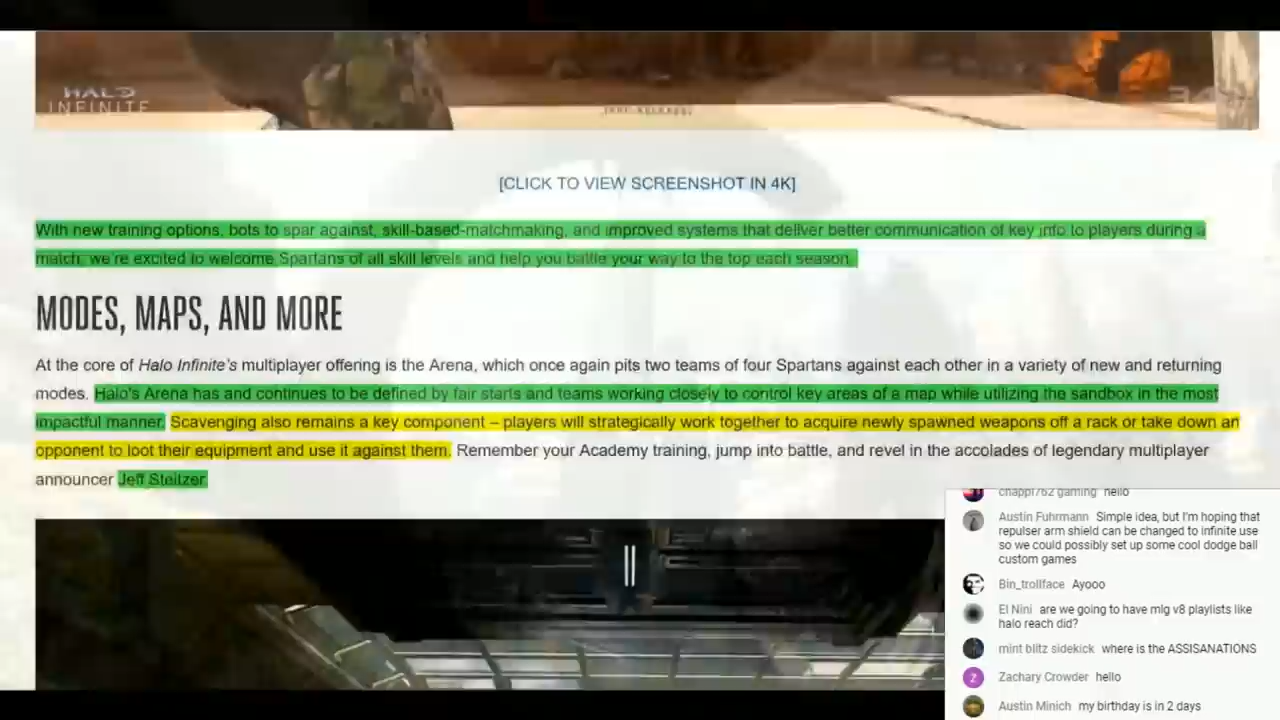 HALO
INFINITE
[CLICK TO VIEW SCREENSHOT IN 4K]
With new training options, bots to spar against, skill-based-matchmaking, and improved systems that deliver better communication of key info to players during a
match, we're excited to welcome Spartans of all skill levels and help you battle your way to the top each season.
MODES, MAPS, AND MORE
At the core of Halo Infinite's multiplayer offering is the Arena, which once again pits two teams of four Spartans against each other in a variety of new and returning
modes. Halo's Arena has and continues to be defined by fair starts and teams working closely to control key areas of a map while utilizing the sandbox in the most
impactful manner. Scavenging also remains a key component – players will strategically work together to acquire newly spawned weapons off a rack or take down an
opponent to loot their equipment and use it against them. Remember your Academy training, jump into battle, and revel in the accolades of legendary multiplayer
announcer Jeff Steitzer.
chappi762 gaming hello
Austin Fuhrmann Simple idea, but I'm hoping that
repulser arm shield can be changed to infinite use
so we could possibly set up some cool dodge ball
custom games
Bin_trollface Ayooo
El Nini are we going to have mlg v8 playlists like
halo reach did?
mint blitz sidekick where is the ASSISANATIONS
Z
Zachary Crowder hello
Austin Minich my birthday is in 2 days